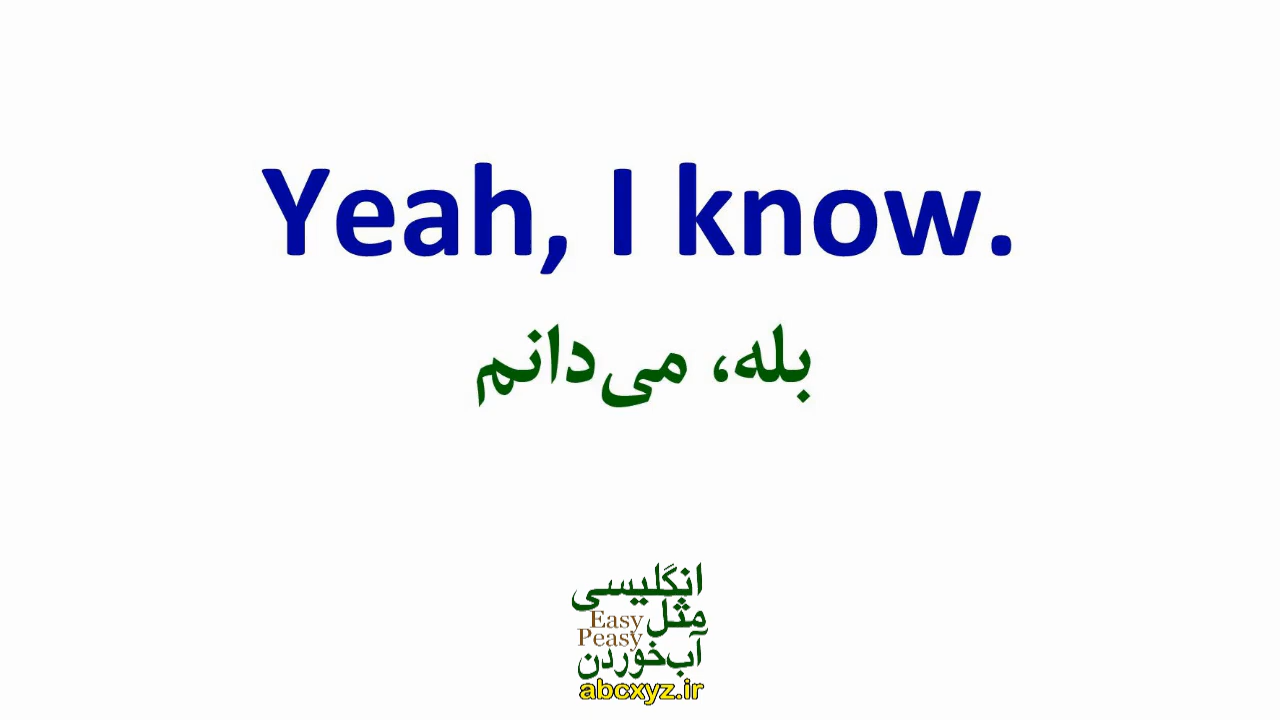 Yeah, I know.
بله، می‌دانم
انگلیسی
مثل
Easy
Peasy
آب‌خوردن
abcxyz.ir